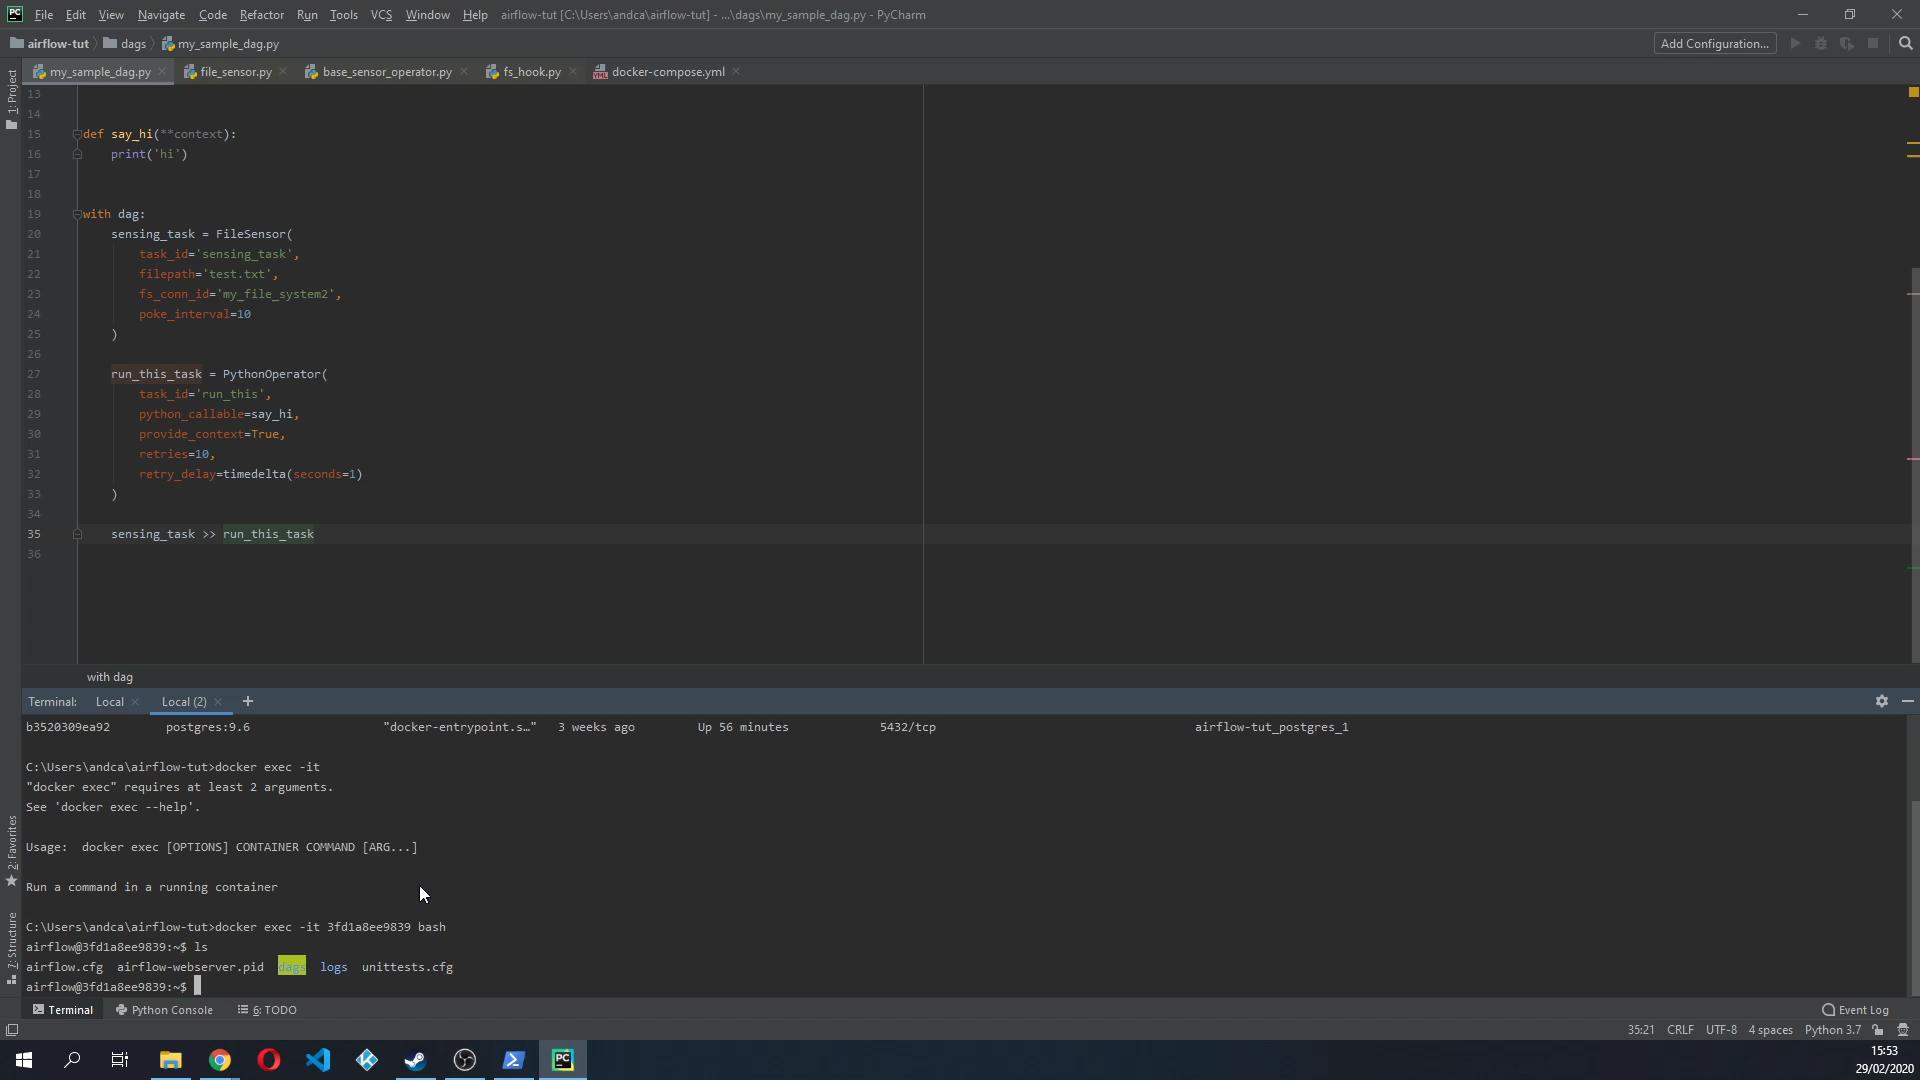 PC File Edit View Navigate Code Refactor Run Tools VCS Window Help airflow-tut [C:\Users\andca\airflow-tut] - ...\dags\my_sample_dag.py - PyCharm
airflow-tut dags my_sample_dag.py Add Configuration...
my_sample_dag.py file_sensor.py base_sensor_operator.py fs_hook.py docker-compose.yml
1: Project
13
14
15 def say_hi(**context):
16 print('hi')
17
18
19 with dag:
20 sensing_task = FileSensor(
21 task_id='sensing_task',
22 filepath='test.txt',
23 fs_conn_id='my_file_system2',
24 poke_interval=10
25 )
26
27 run_this_task = PythonOperator(
28 task_id='run_this',
29 python_callable=say_hi,
30 provide_context=True,
31 retries=10,
32 retry_delay=timedelta(seconds=1)
33 )
34
35 sensing_task >> run_this_task
36
with dag
Terminal: Local Local (2) +
b3520309ea92 postgres:9.6 "docker-entrypoint.s…" 3 weeks ago Up 56 minutes 5432/tcp airflow-tut_postgres_1
C:\Users\andca\airflow-tut>docker exec -it
"docker exec" requires at least 2 arguments.
See 'docker exec --help'.
Usage: docker exec [OPTIONS] CONTAINER COMMAND [ARG...]
Run a command in a running container
C:\Users\andca\airflow-tut>docker exec -it 3fd1a8ee9839 bash
airflow@3fd1a8ee9839:~$ ls
airflow.cfg airflow-webserver.pid dags logs unittests.cfg
airflow@3fd1a8ee9839:~$
2: Favorites
7: Structure
Terminal Python Console 6: TODO Event Log
35:21 CRLF UTF-8 4 spaces Python 3.7
PC
15:53
29/02/2020